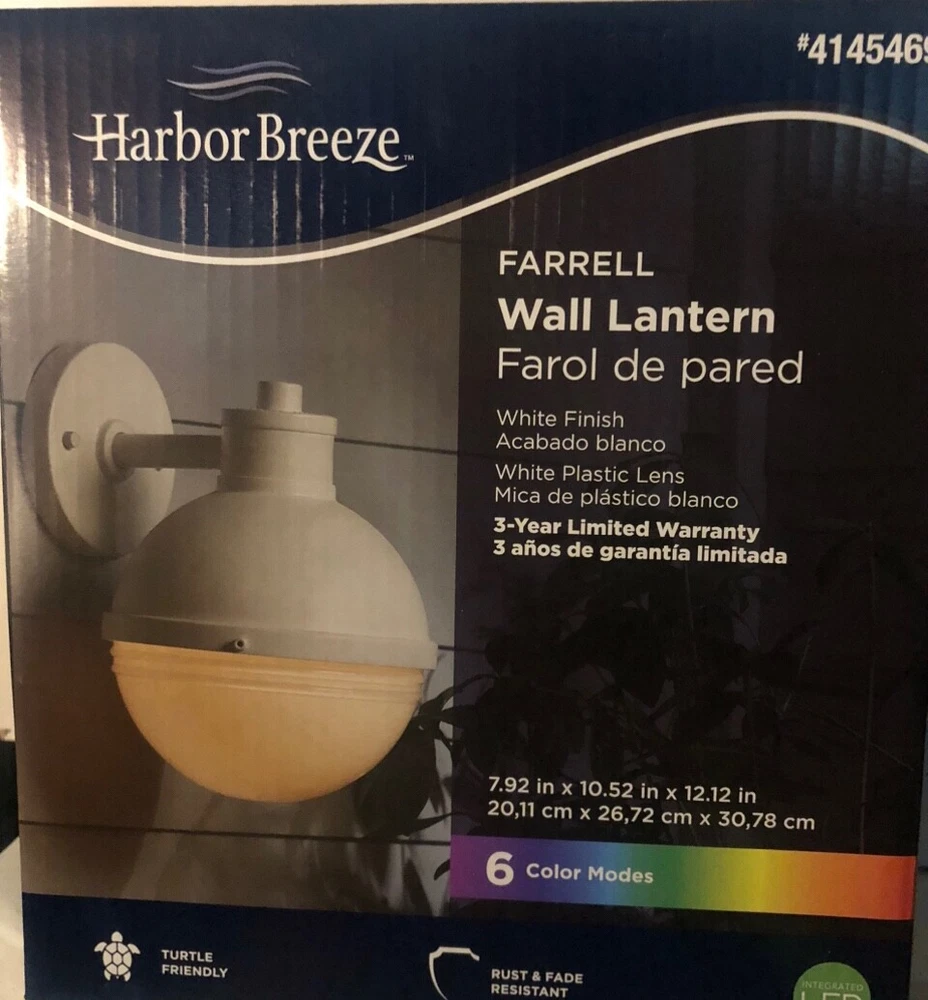 #4145469
Harbor Breeze™
FARRELL
Wall Lantern
Farol de pared
White Finish
Acabado blanco
White Plastic Lens
Mica de plástico blanco
3-Year Limited Warranty
3 años de garantía limitada
7.92 in x 10.52 in x 12.12 in
20,11 cm x 26,72 cm x 30,78 cm
6 Color Modes
TURTLE
FRIENDLY
RUST & FADE
RESISTANT
INTEGRATED
LED